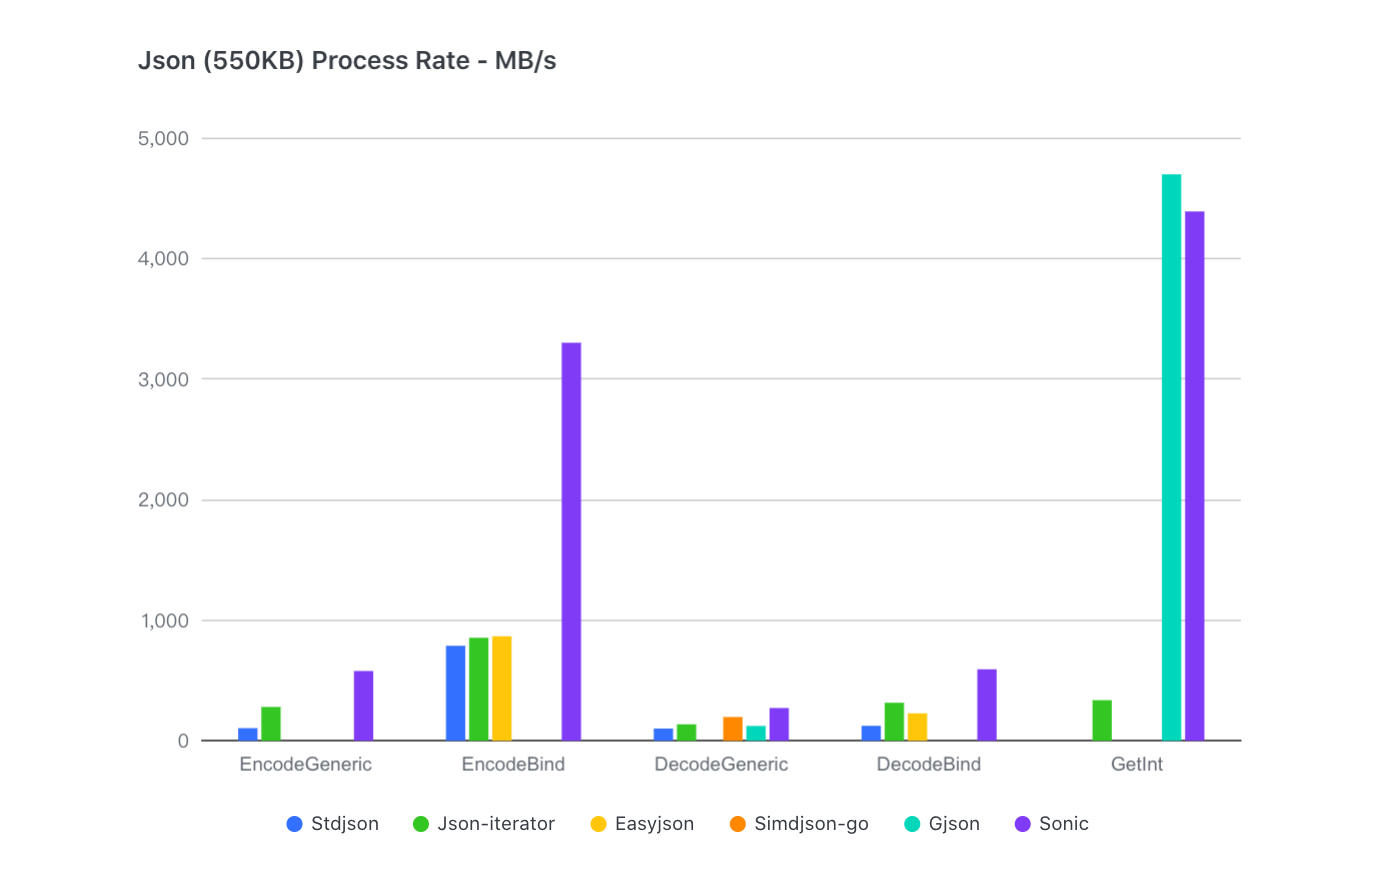 Json (550KB) Process Rate - MB/s
5,000
4,000
3,000
2,000
1,000
0
EncodeGeneric EncodeBind DecodeGeneric DecodeBind GetInt
Stdjson Json-iterator Easyjson Simdjson-go Gjson Sonic